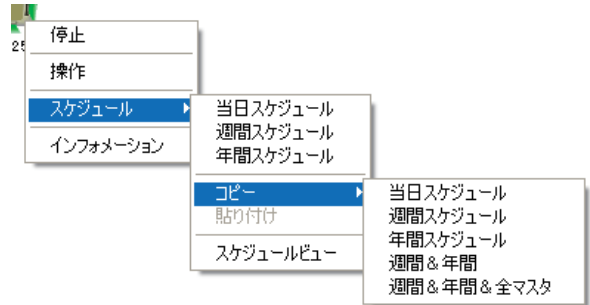 25
停止
操作
スケジュール
インフォメーション
当日スケジュール
週間スケジュール
年間スケジュール
コピー
貼り付け
スケジュールビュー
当日スケジュール
週間スケジュール
年間スケジュール
週間&年間
週間&年間&全マスタ